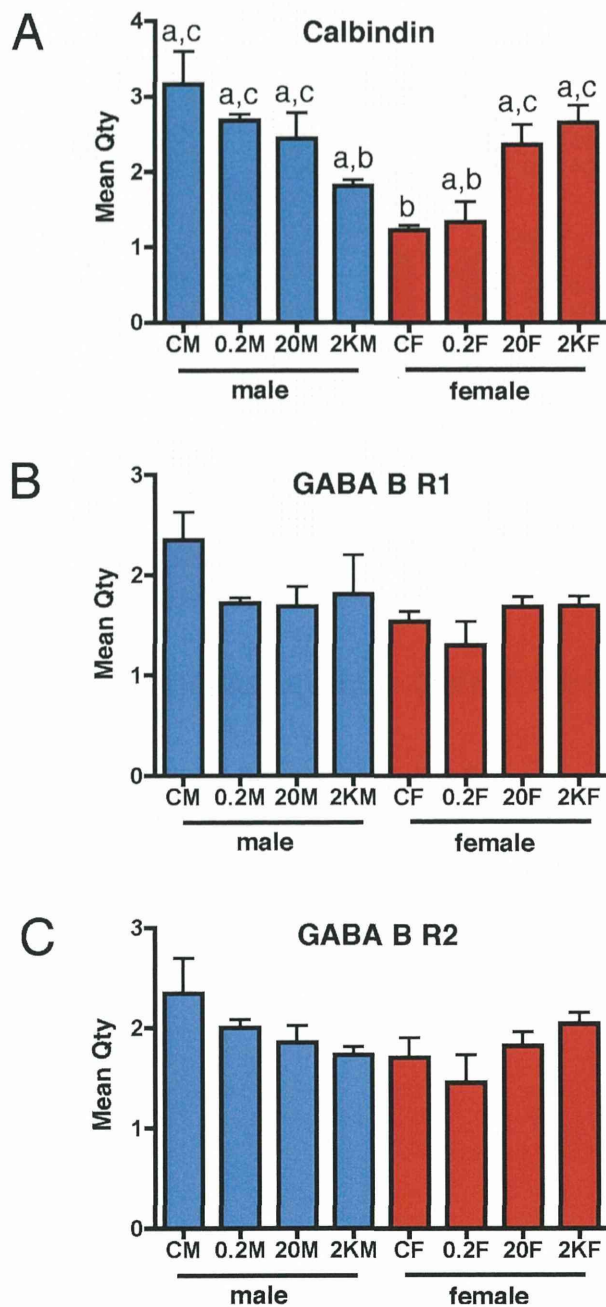 A
Calbindin
Mean Qty
4
3
2
1
0
a,c
a,c
a,c
a,b
b
a,b
a,c
a,c
CM 0.2M 20M 2KM CF 0.2F 20F 2KF
male female
B
GABA B R1
Mean Qty
3
2
1
0
CM 0.2M 20M 2KM CF 0.2F 20F 2KF
male female
C
GABA B R2
Mean Qty
3
2
1
0
CM 0.2M 20M 2KM CF 0.2F 20F 2KF
male female